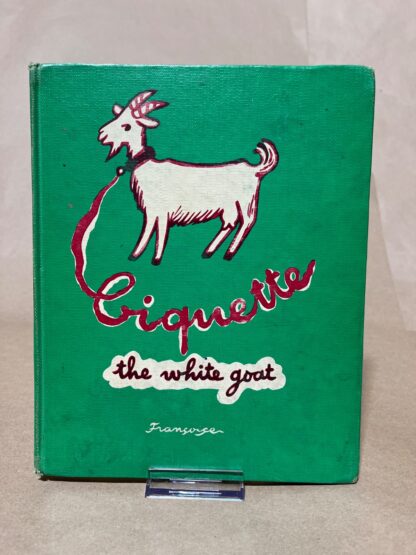 Biquette
the white goat
Françoise